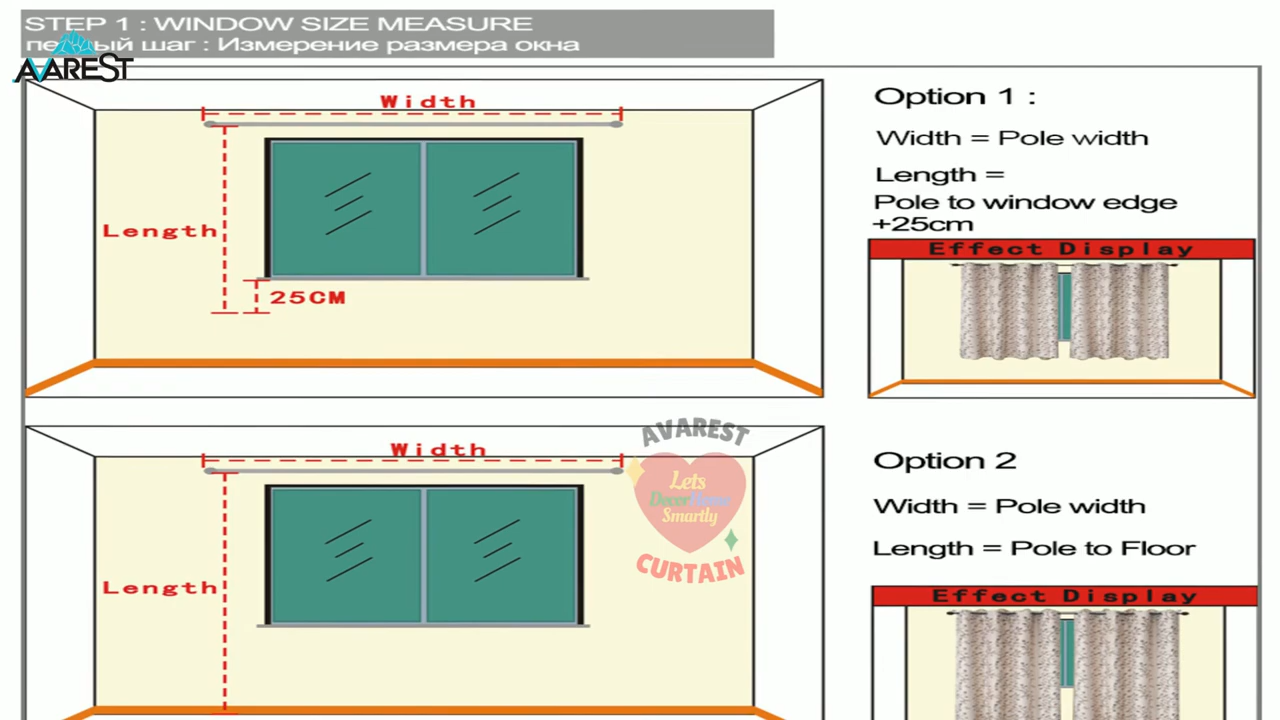 STEP 1 : WINDOW SIZE MEASURE
шаг : Измерение размера окна
AVAREST
Width
Length
25CM
Option 1 :
Width = Pole width
Length =
Pole to window edge
+25cm
Effect Display
Width
Length
AVAREST
Lets
DecorHome
Smartly
CURTAIN
Option 2
Width = Pole width
Length = Pole to Floor
Effect Display